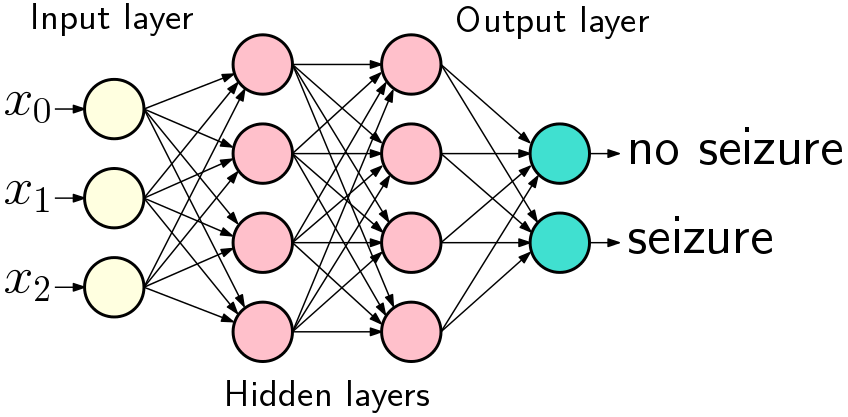 Input layer
Output layer
x₀
no seizure
x₁
seizure
x₂
Hidden layers